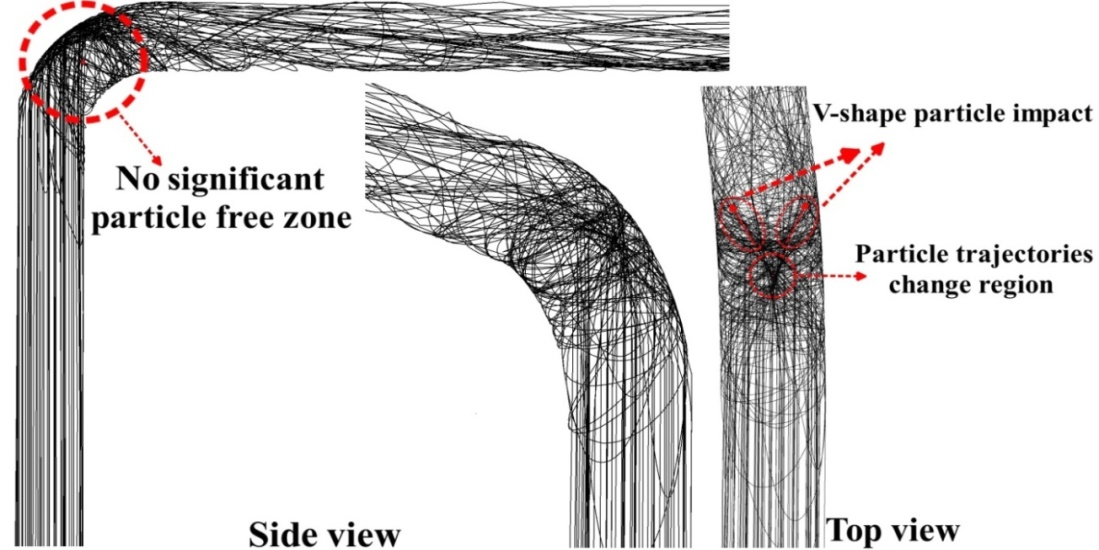 No significant
particle free zone
V-shape particle impact
Particle trajectories
change region
Side view
Top view